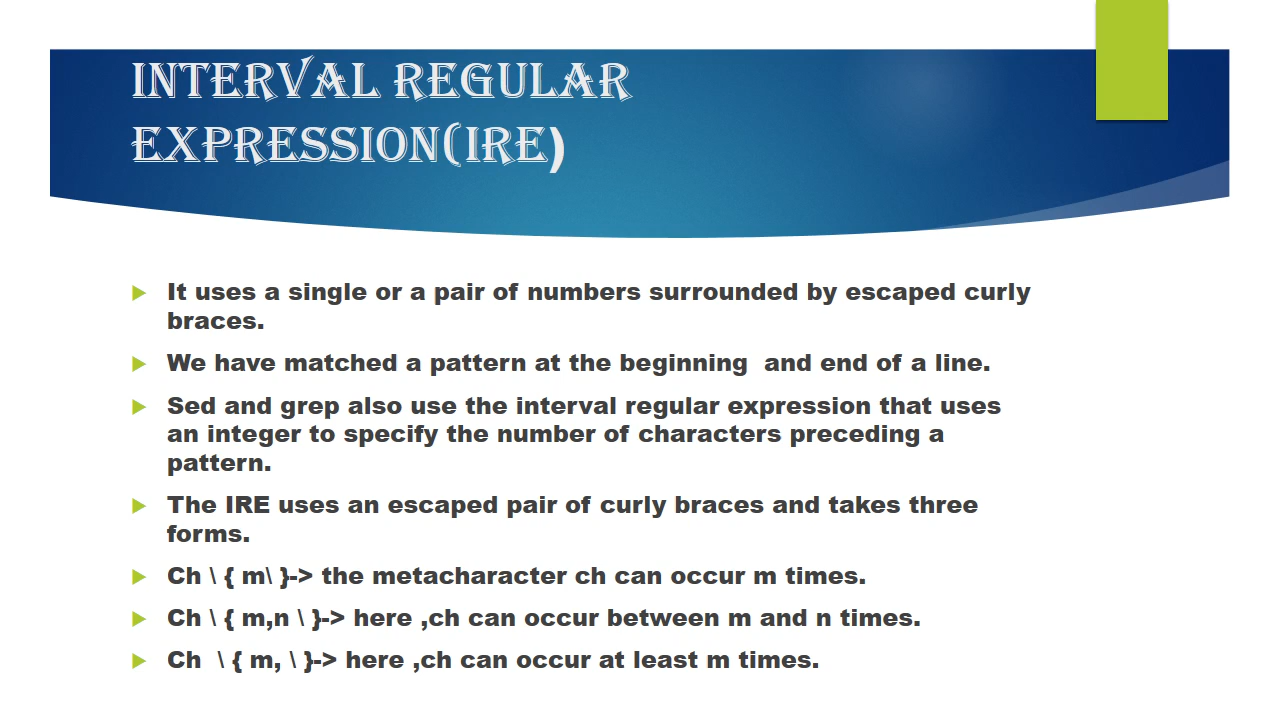 INTERVAL REGULAR
EXPRESSION(IRE)
It uses a single or a pair of numbers surrounded by escaped curly
braces.
We have matched a pattern at the beginning  and end of a line.
Sed and grep also use the interval regular expression that uses
an integer to specify the number of characters preceding a
pattern.
The IRE uses an escaped pair of curly braces and takes three
forms.
Ch \ { m\ }-> the metacharacter ch can occur m times.
Ch \ { m,n \ }-> here ,ch can occur between m and n times.
Ch  \ { m, \ }-> here ,ch can occur at least m times.